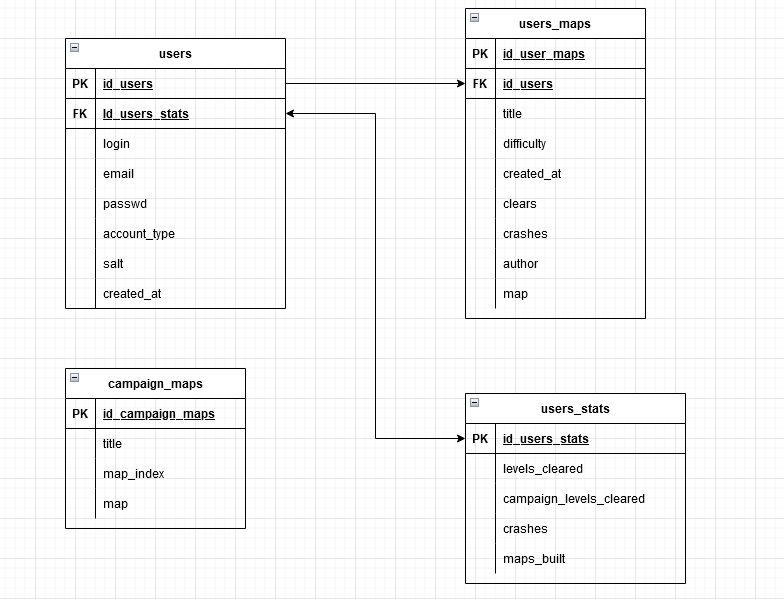 users
PK id_users
FK Id_users_stats
login
email
passwd
account_type
salt
created_at
users_maps
PK id_user_maps
FK id_users
title
difficulty
created_at
clears
crashes
author
map
campaign_maps
PK id_campaign_maps
title
map_index
map
users_stats
PK id_users_stats
levels_cleared
campaign_levels_cleared
crashes
maps_built